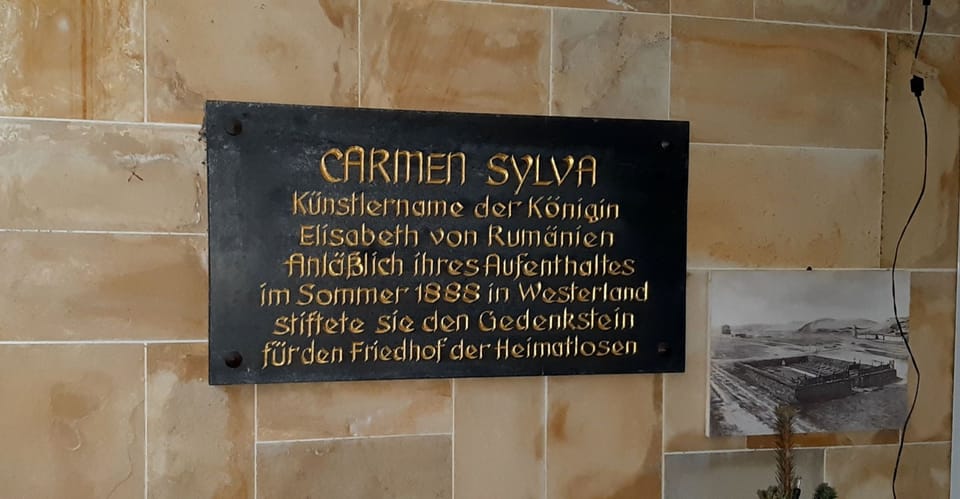 CARMEN SYLVA
Künstlername der Königin
Elisabeth von Rumänien
Anläßlich ihres Aufenthaltes
im Sommer 1888 in Westerland
stiftete sie den Gedenkstein
für den Friedhof der Heimatlosen